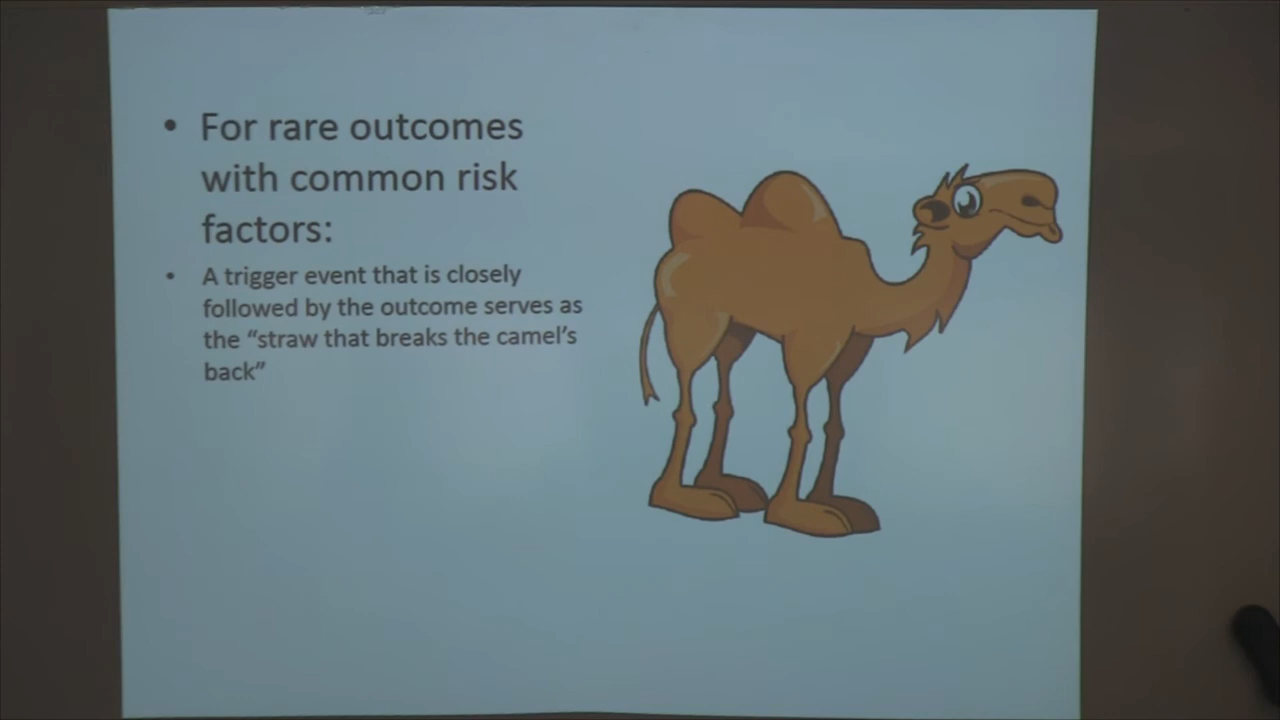 • For rare outcomes
with common risk
factors:
• A trigger event that is closely
followed by the outcome serves as
the “straw that breaks the camel’s
back”